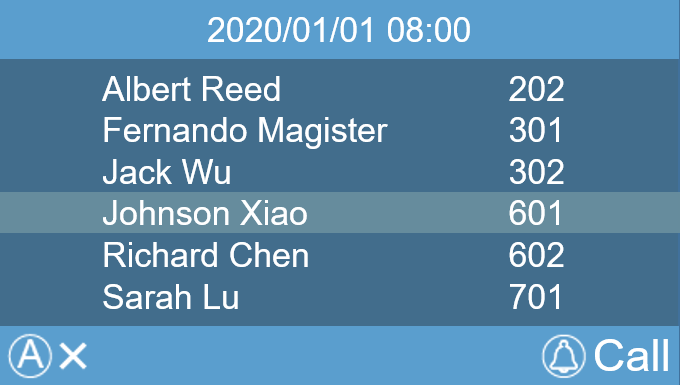 2020/01/01 08:00
Albert Reed 202
Fernando Magister 301
Jack Wu 302
Johnson Xiao 601
Richard Chen 602
Sarah Lu 701
A × Call